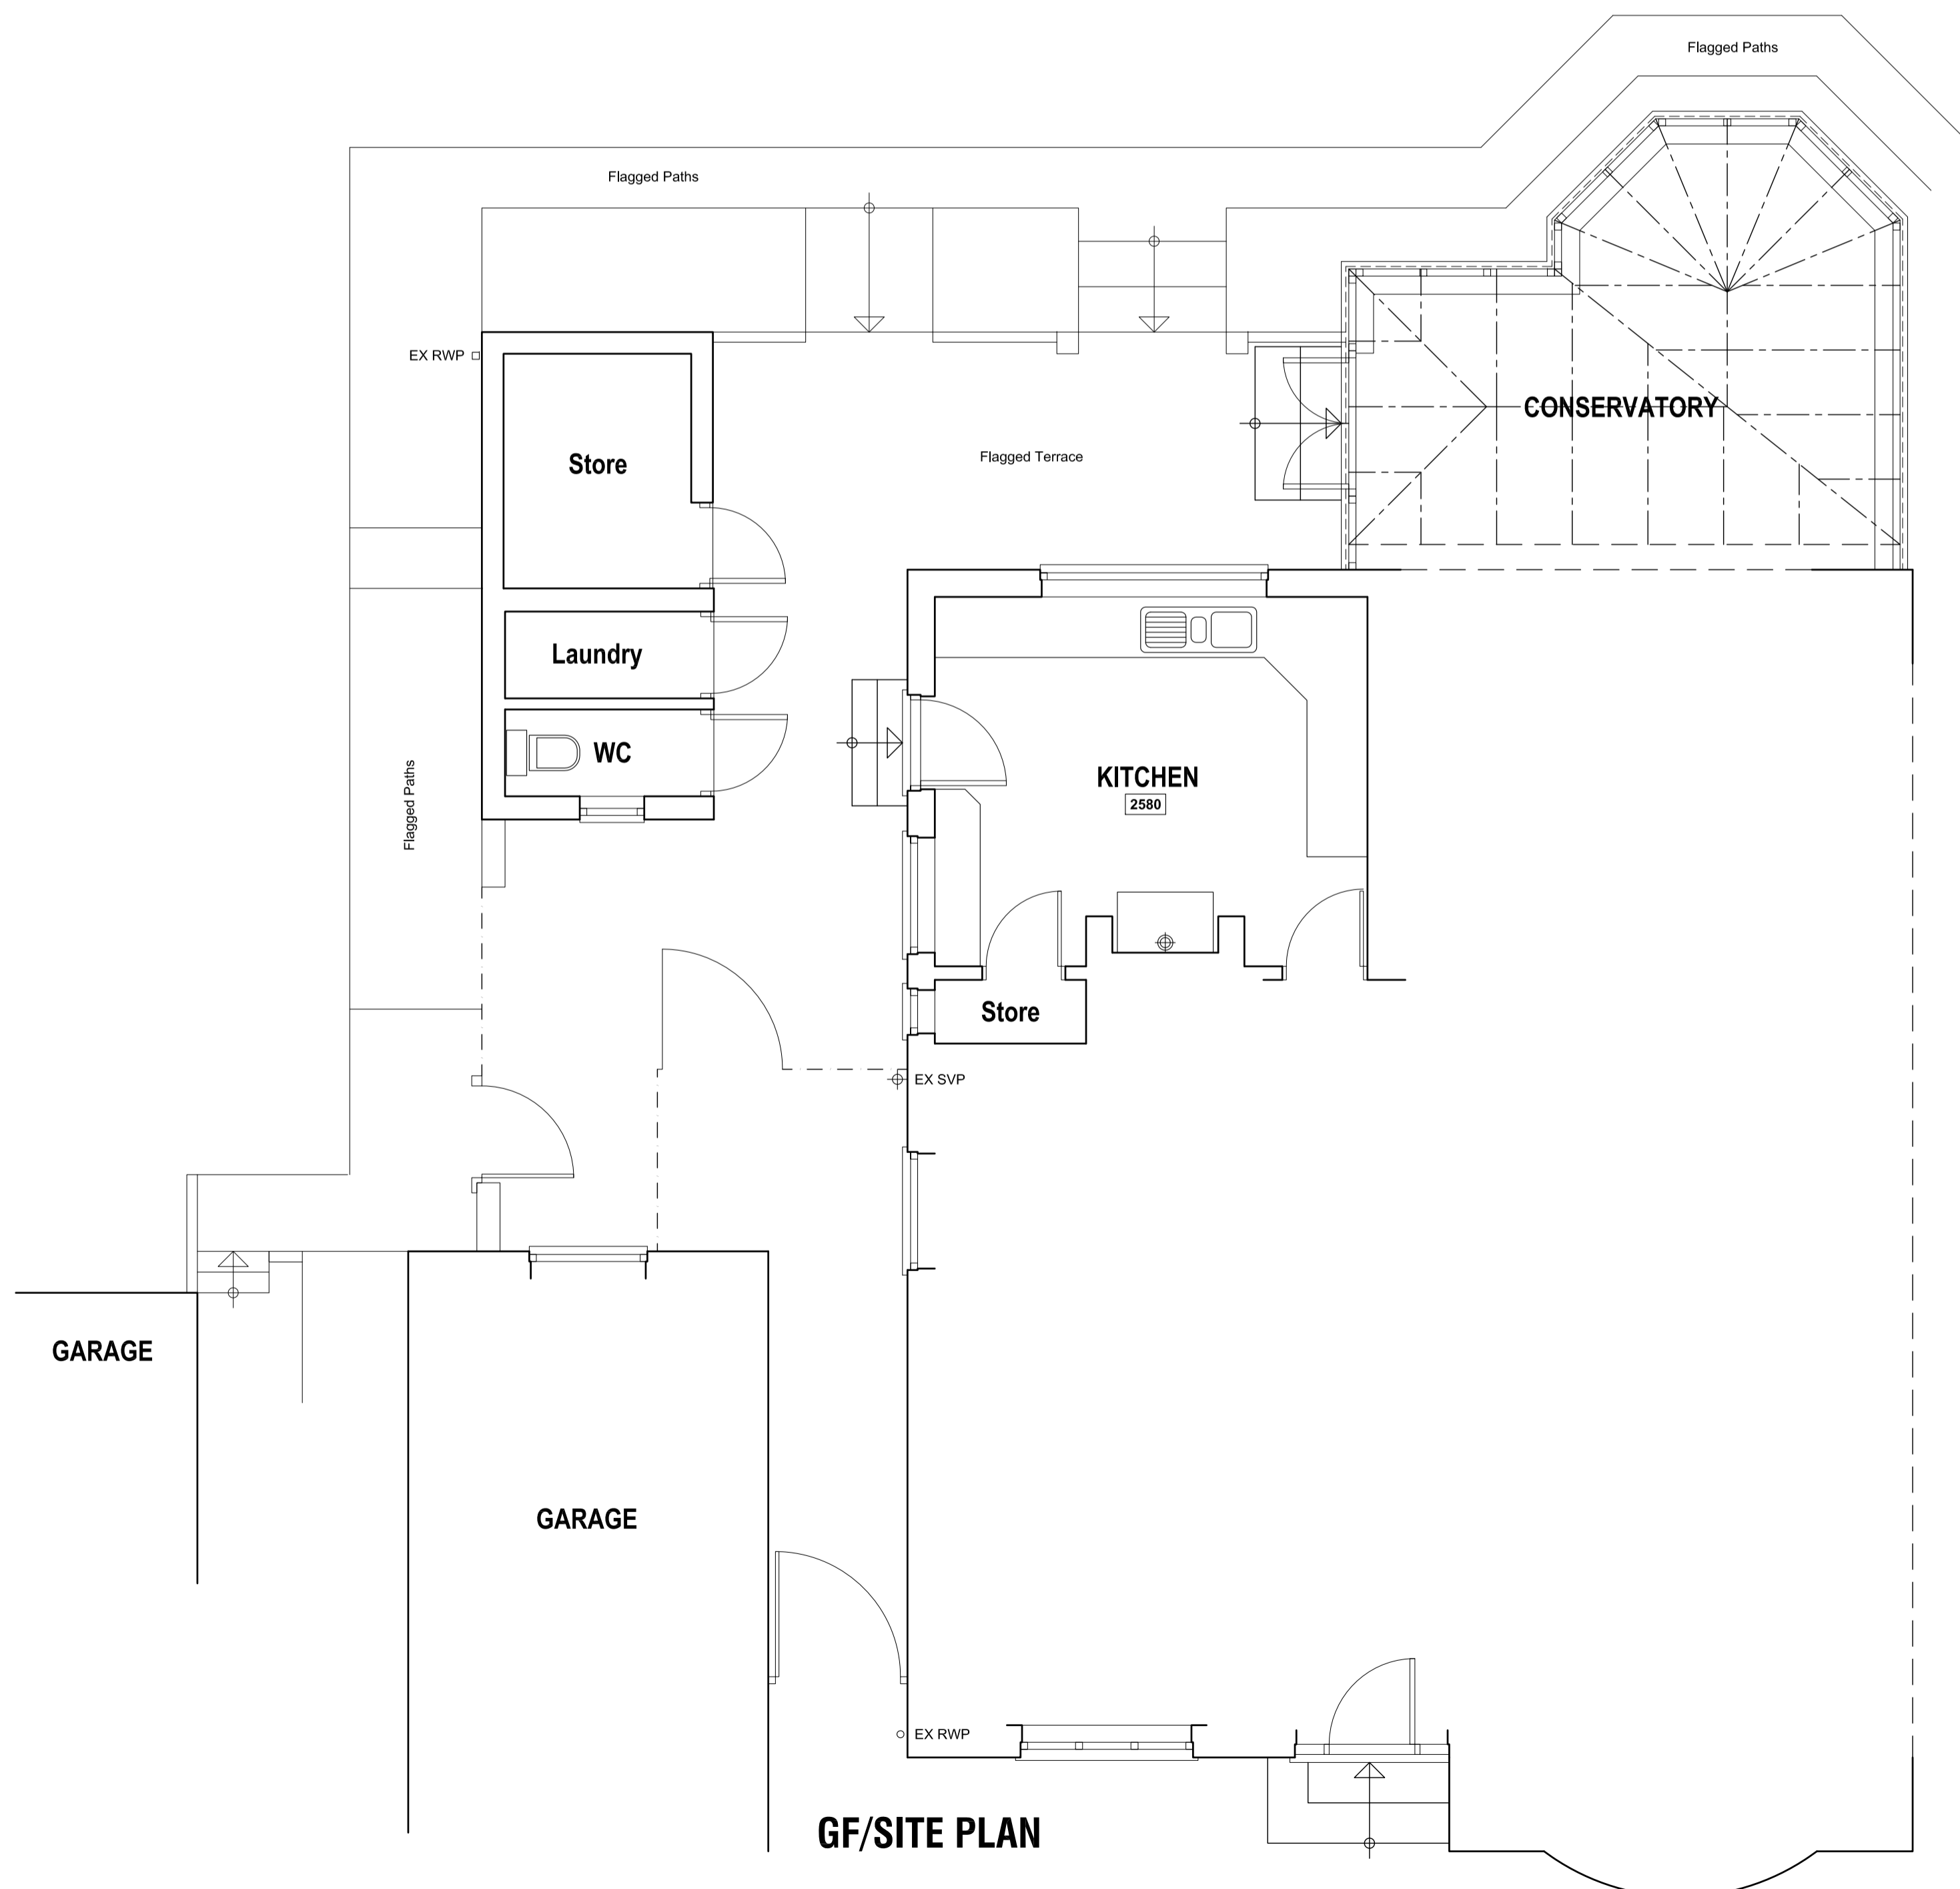 Flagged Paths
Flagged Paths
EX RWP
CONSERVATORY
Store
Flagged Terrace
Laundry
WC
KITCHEN
2580
Flagged Paths
Store
EX SVP
GARAGE
GARAGE
EX RWP
GF/SITE PLAN